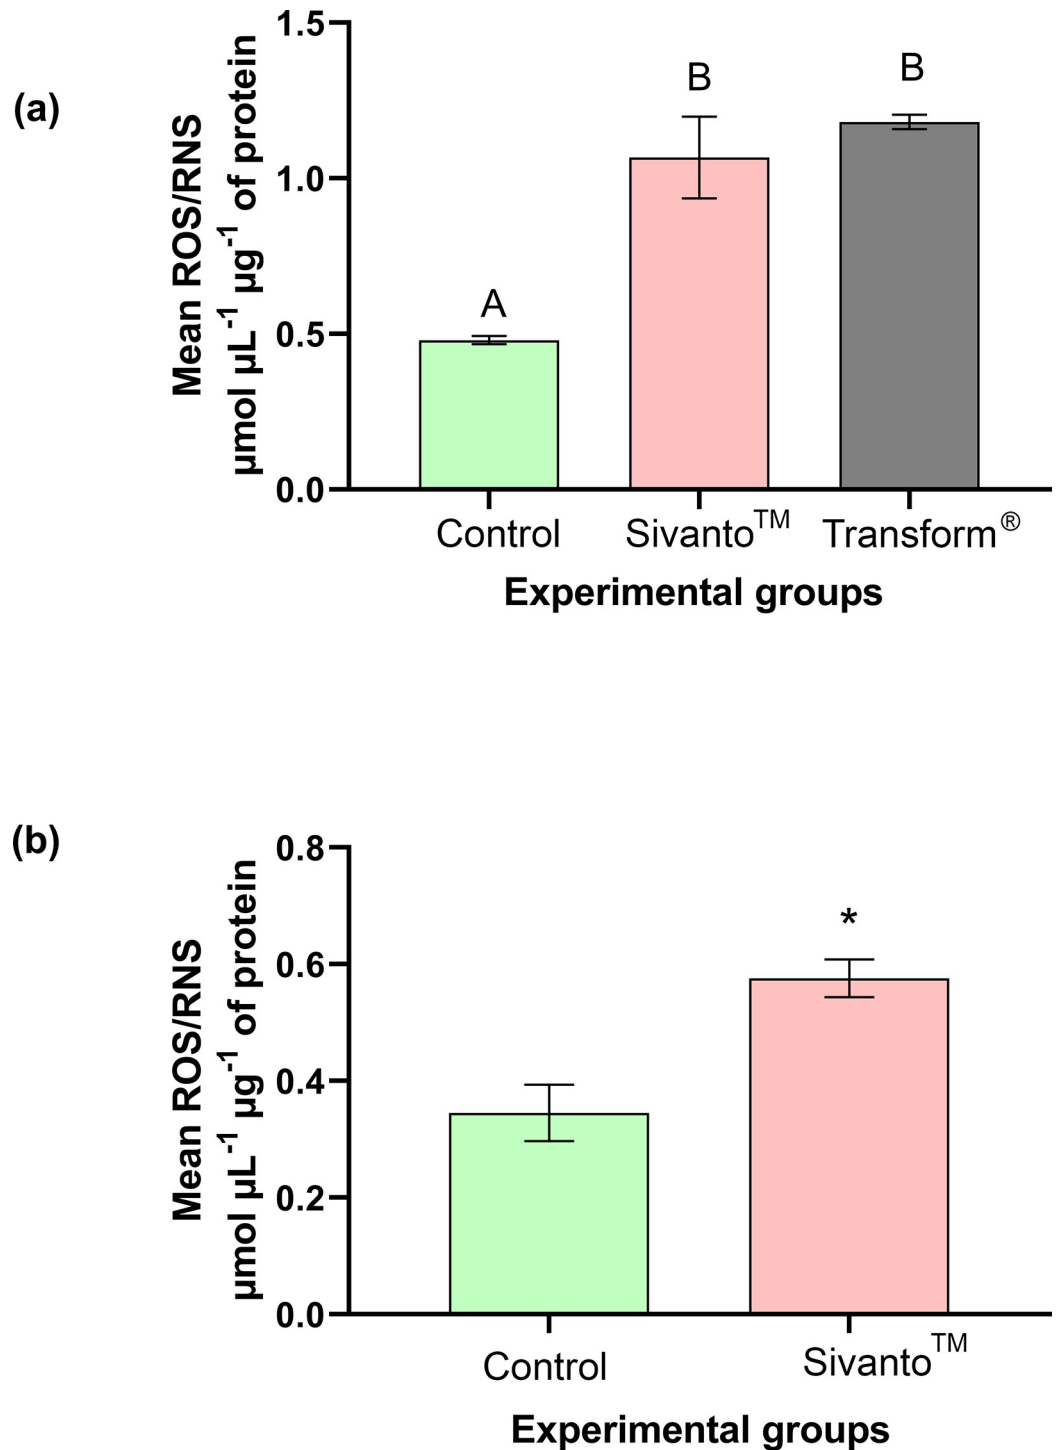 (a)
Mean ROS/RNS
µmol µL⁻¹ µg⁻¹ of protein
1.5
1.0
0.5
0.0
A
B
B
Control
Sivanto™
Transform®
Experimental groups
(b)
Mean ROS/RNS
µmol µL⁻¹ µg⁻¹ of protein
0.8
0.6
0.4
0.2
0.0
*
Control
Sivanto™
Experimental groups